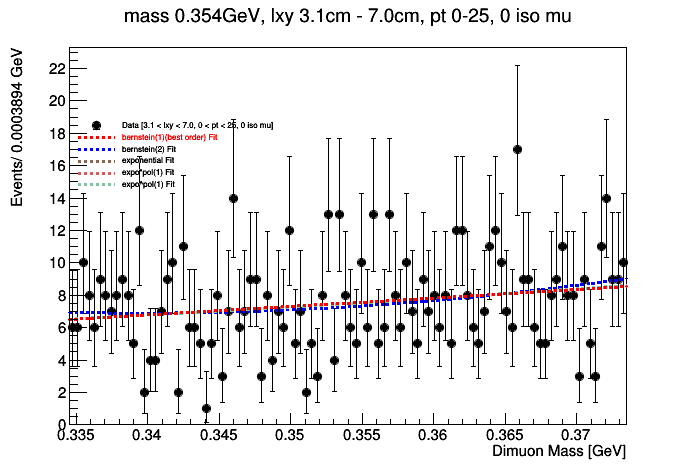 mass 0.354GeV, lxy 3.1cm - 7.0cm, pt 0-25, 0 iso mu
Events/ 0.0003894 GeV
22
20
18
16
14
12
10
8
6
4
2
0
Data [3.1 < lxy < 7.0, 0 < pt < 25, 0 iso mu]
bernstein(1)(best order) Fit
bernstein(2) Fit
exponential Fit
expo*pol(1) Fit
expo*pol(1) Fit
0.335 0.34 0.345 0.35 0.355 0.36 0.365 0.37
Dimuon Mass [GeV]